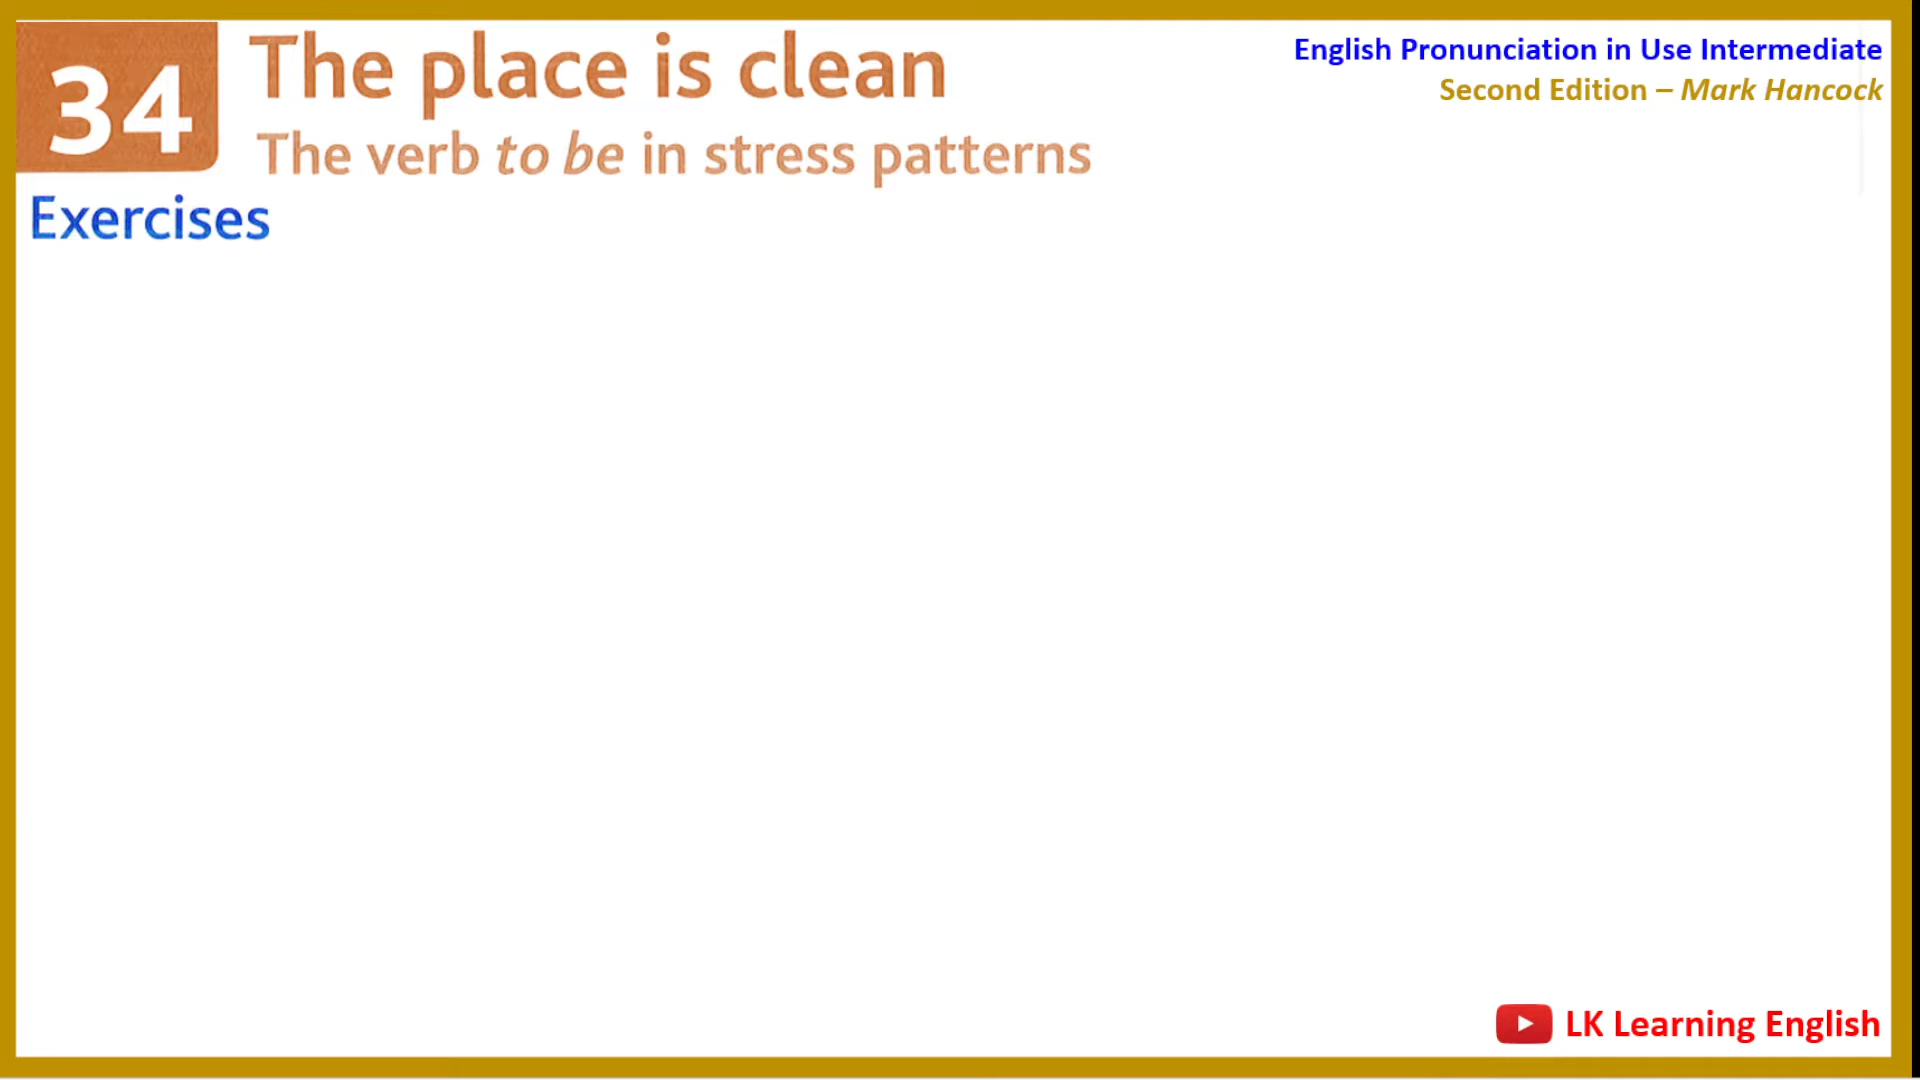 34
The place is clean
The verb to be in stress patterns
English Pronunciation in Use Intermediate
Second Edition – Mark Hancock
Exercises
LK Learning English